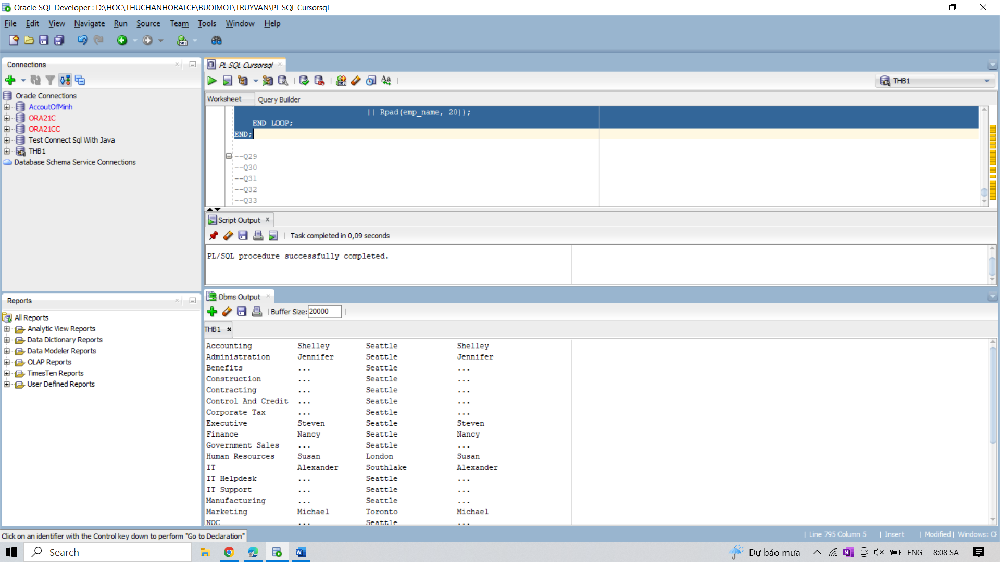 Oracle SQL Developer : D:\HOC\THUCHANHORALCE\BUOIMOT\TRUYVAN\PL SQL Cursorsql
File Edit View Navigate Run Source Team Tools Window Help
Connections
Oracle Connections
AccoutOfMinh
ORA21C
ORA21CC
Test Connect Sql With Java
THB1
Database Schema Service Connections
Reports
All Reports
Analytic View Reports
Data Dictionary Reports
Data Modeler Reports
OLAP Reports
TimesTen Reports
User Defined Reports
PL SQL Cursorsql
THB1
Worksheet Query Builder
|| Rpad(emp_name, 20));
END LOOP;
END;
--Q29
--Q30
--Q31
--Q32
--Q33
Script Output
Task completed in 0,09 seconds
PL/SQL procedure successfully completed.
Dbms Output
Buffer Size: 20000
THB1
Accounting Shelley Seattle Shelley
Administration Jennifer Seattle Jennifer
Benefits ... Seattle ...
Construction ... Seattle ...
Contracting ... Seattle ...
Control And Credit ... Seattle ...
Corporate Tax ... Seattle ...
Executive Steven Seattle Steven
Finance Nancy Seattle Nancy
Government Sales ... Seattle ...
Human Resources Susan London Susan
IT Alexander Southlake Alexander
IT Helpdesk ... Seattle ...
IT Support ... Seattle ...
Manufacturing ... Seattle ...
Marketing Michael Toronto Michael
NOC ... Seattle ...
Click on an identifier with the Control key down to perform "Go to Declaration"
| Line 795 Column 5 | Insert | Modified | Windows: CF
Search
Dự báo mưa ENG 8:08 SA